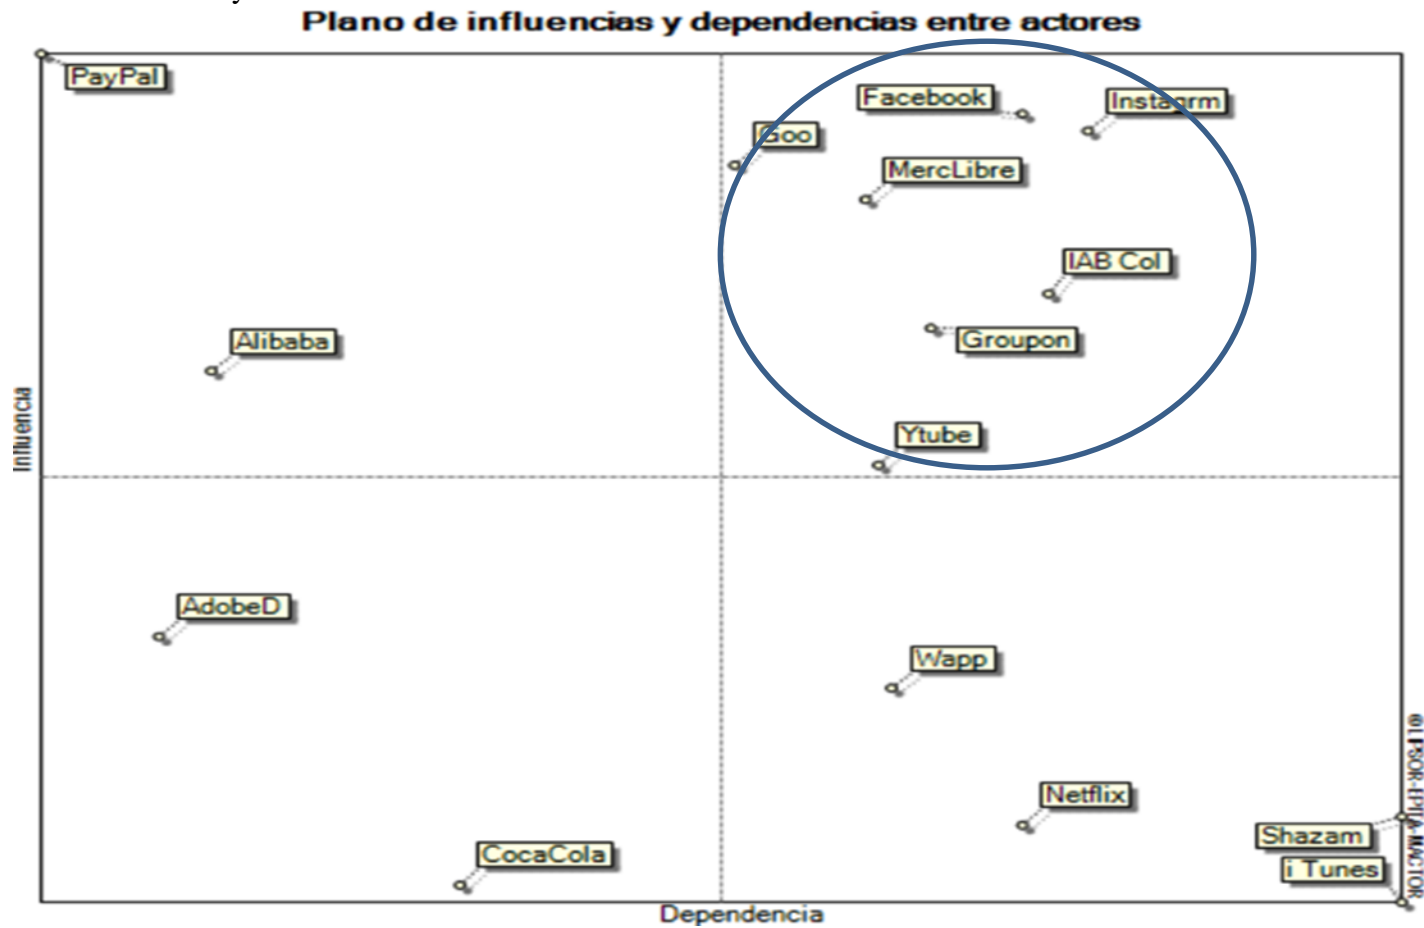 Plano de influencias y dependencias entre actores
PayPal
Facebook
Instagrm
Goo
MercLibre
IAB Col
Alibaba
Groupon
Influencia
Ytube
AdobeD
Wapp
Netflix
CocaCola
Shazam
i Tunes
Dependencia
©LIPSOR-EPITA-MACTOR